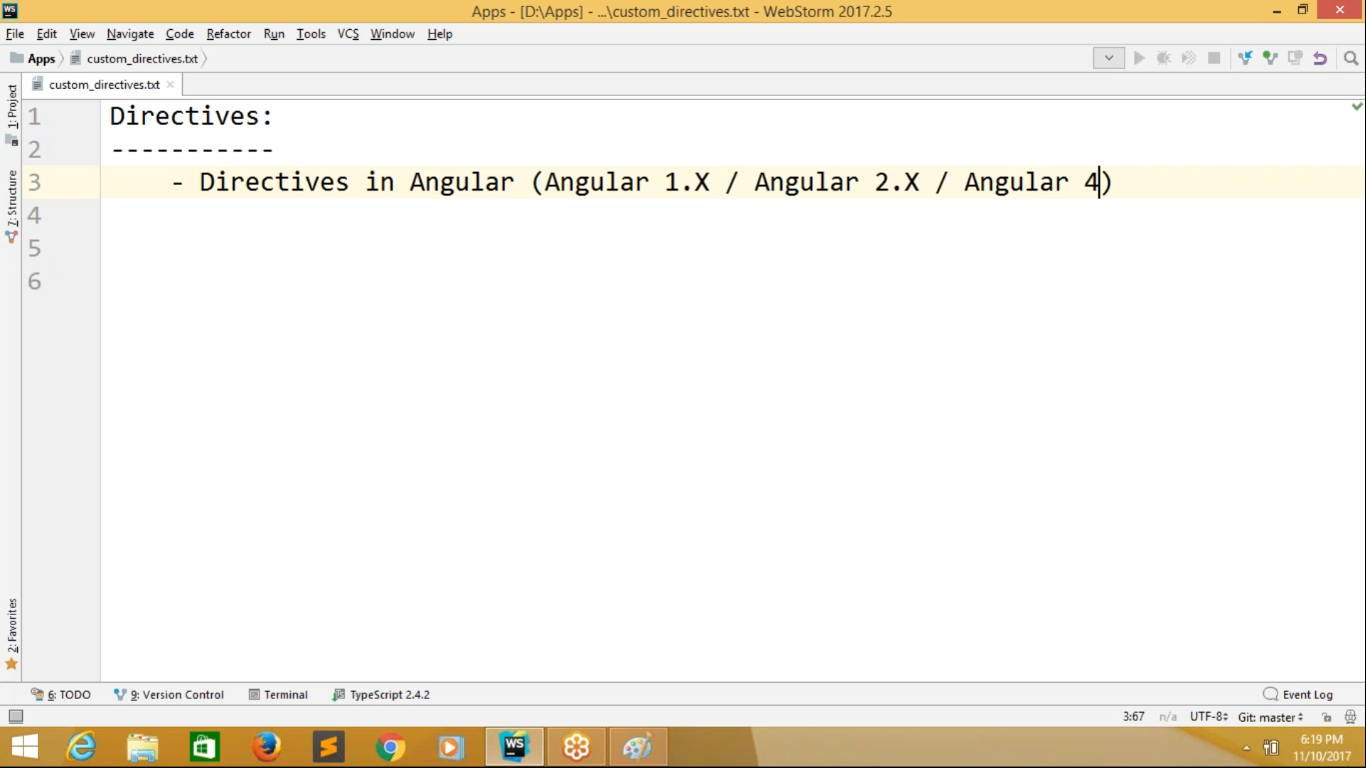 WS
Apps - [D:\Apps] - ...\custom_directives.txt - WebStorm 2017.2.5
File Edit View Navigate Code Refactor Run Tools VCS Window Help
Apps custom_directives.txt
custom_directives.txt
1: Project
7: Structure
2: Favorites
1 Directives:
2 -----------
3 - Directives in Angular (Angular 1.X / Angular 2.X / Angular 4)
4
5
6
6: TODO 9: Version Control Terminal TypeScript 2.4.2 Event Log
3:67 n/a UTF-8 Git: master
WS
6:19 PM
11/10/2017